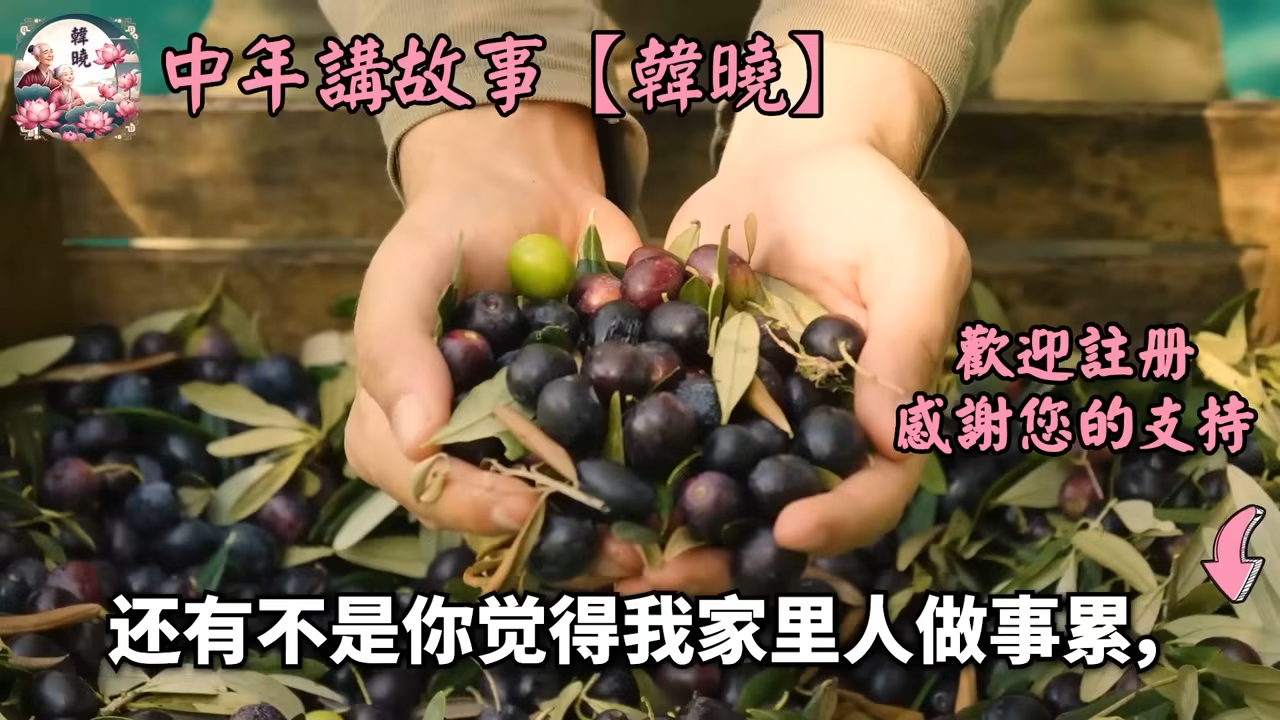 韓曉
中年講故事【韓曉】
歡迎註册
感謝您的支持
还有不是你觉得我家里人做事累,